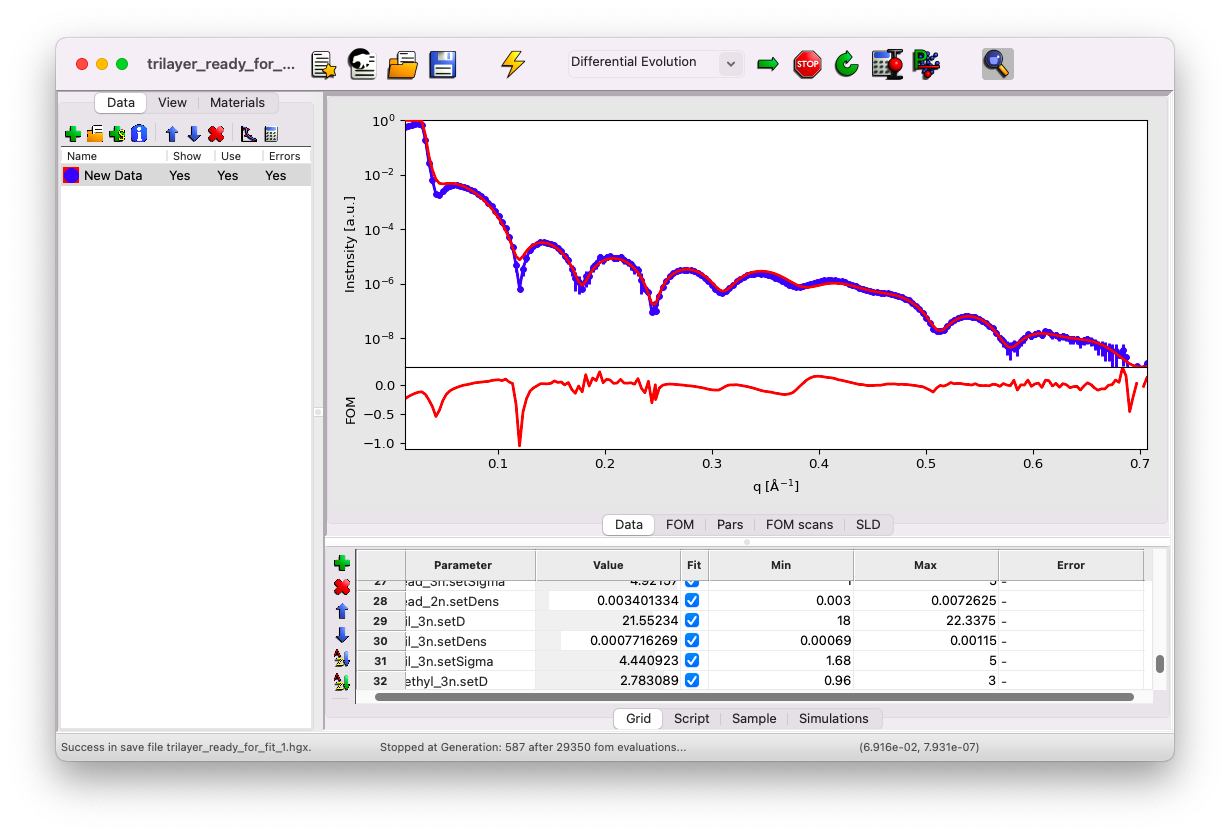 trilayer_ready_for_... Differential Evolution STOP
Data View Materials
Name Show Use Errors
New Data Yes Yes Yes
10⁰
10⁻²
10⁻⁴
10⁻⁶
10⁻⁸
Instnsity [a.u.]
0.0
−0.5
−1.0
FOM
0.1 0.2 0.3 0.4 0.5 0.6 0.7
q [Å⁻¹]
Data FOM Pars FOM scans SLD
Parameter Value Fit Min Max Error
27 ead_3n.setSigma 4.92157 1 5 -
28 ead_2n.setDens 0.003401334 0.003 0.0072625 -
29 il_3n.setD 21.55234 18 22.3375 -
30 il_3n.setDens 0.0007716269 0.00069 0.00115 -
31 il_3n.setSigma 4.440923 1.68 5 -
32 ethyl_3n.setD 2.783089 0.96 3 -
Grid Script Sample Simulations
Success in save file trilayer_ready_for_fit_1.hgx. Stopped at Generation: 587 after 29350 fom evaluations... (6.916e-02, 7.931e-07)